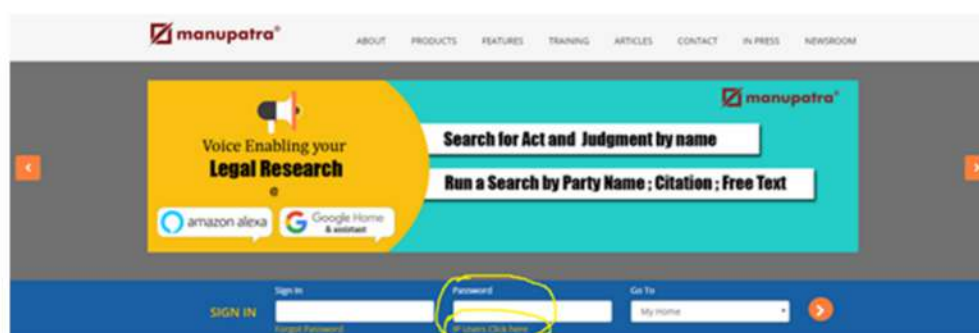 manupatra®
ABOUT PRODUCTS FEATURES TRAINING ARTICLES CONTACT IN PRESS NEWSROOM
manupatra®
Voice Enabling your
Legal Research
@
amazon alexa
Google Home
& assistant
Search for Act and Judgment by name
Run a Search by Party Name ; Citation ; Free Text
Sign In Password Go To
SIGN IN My Home
Forgot Password IP Users Click here